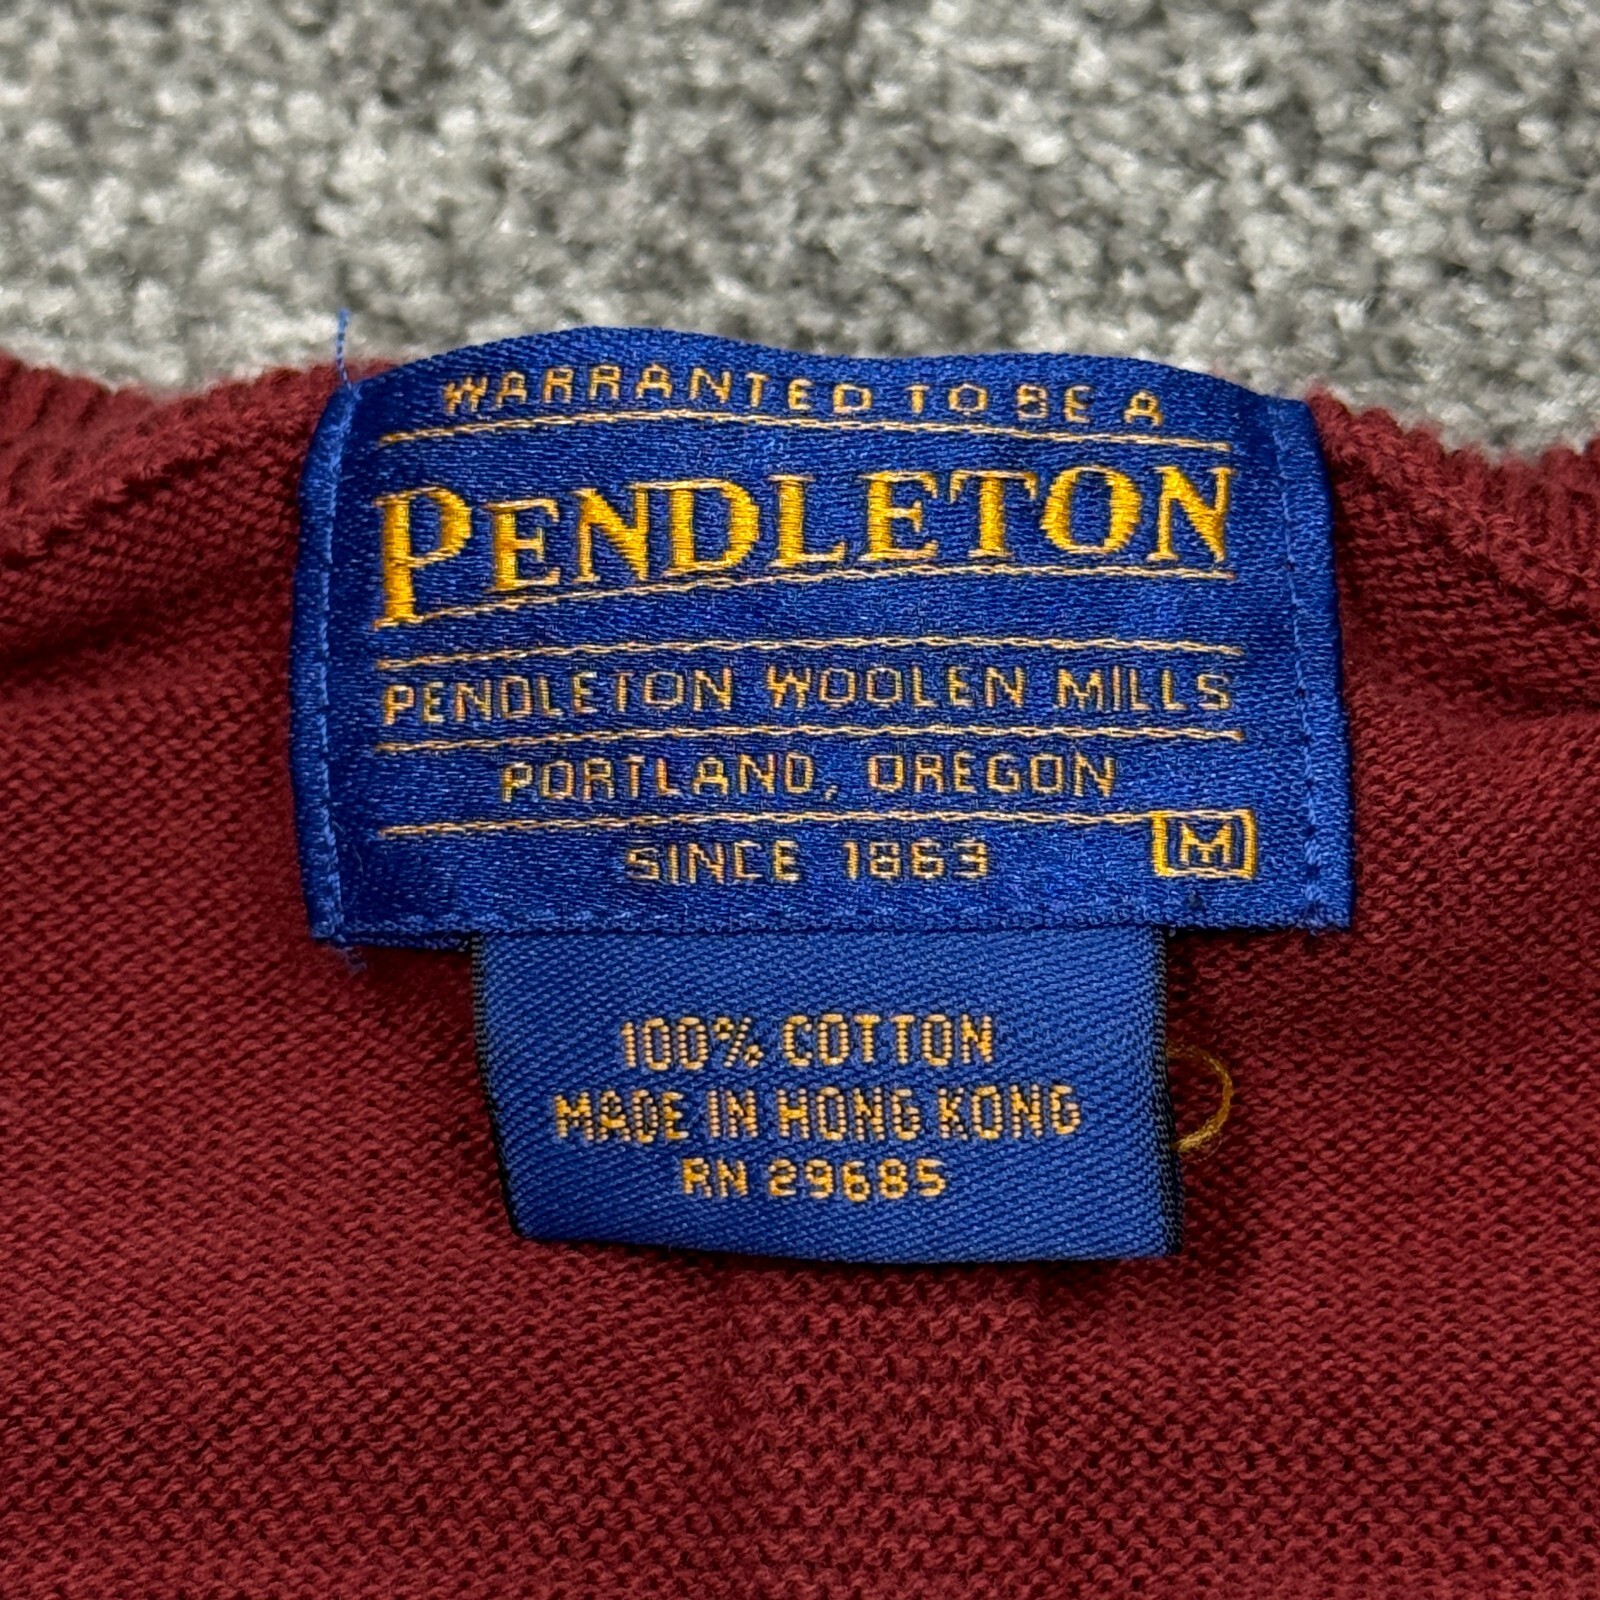 WARRANTED TO BE A
PENDLETON
PENDLETON WOOLEN MILLS
PORTLAND, OREGON
SINCE 1863
M
100% COTTON
MADE IN HONG KONG
RN 29685